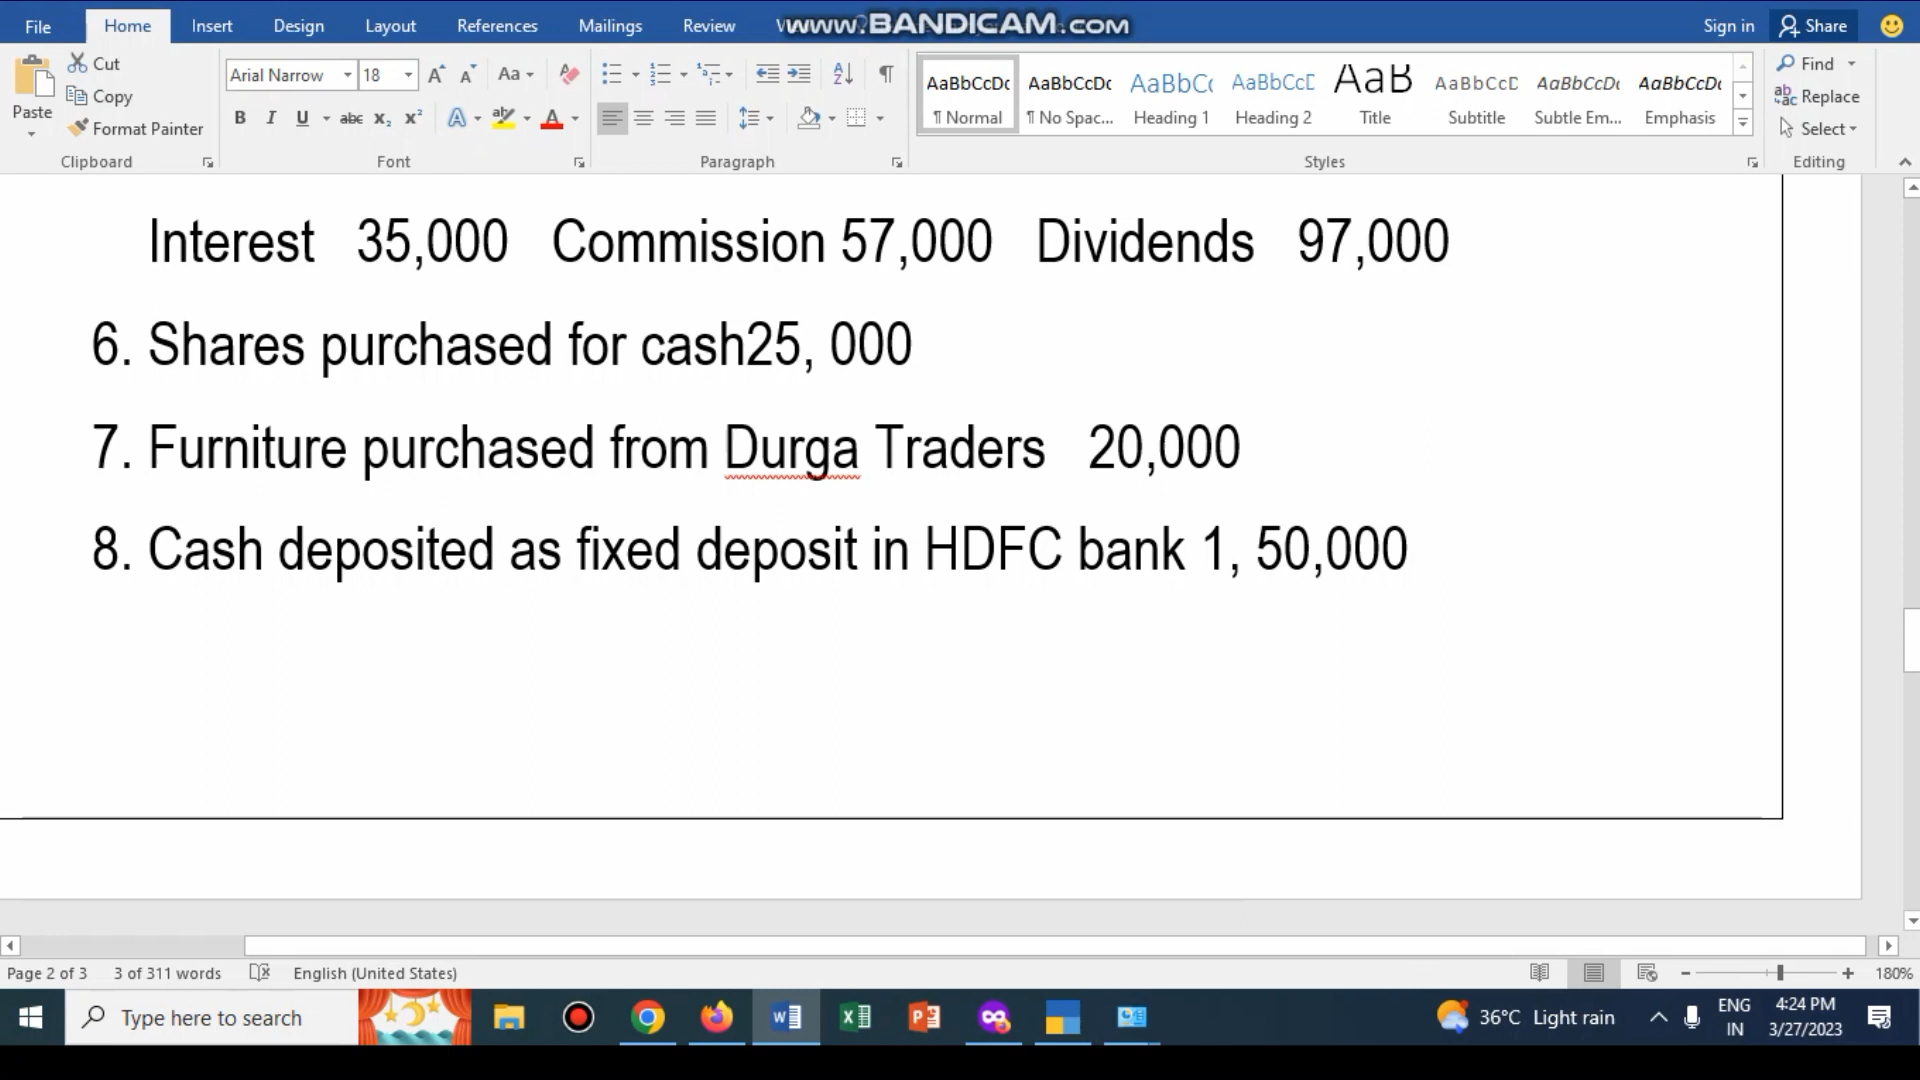 File Home Insert Design Layout References Mailings Review www.BANDICAM.com Sign in Share
Cut
Copy
Format Painter
Paste
Clipboard
Arial Narrow 18 Aa
B I U abc X₂ X² A ab A
Font
Paragraph
AaBbCcDc AaBbCcDc AaBbC AaBbCcD AaB AaBbCcD AaBbCcDc AaBbCcDc
¶ Normal ¶ No Spac... Heading 1 Heading 2 Title Subtitle Subtle Em... Emphasis
Styles
Find
Replace
Select
Editing
Interest 35,000 Commission 57,000 Dividends 97,000
6. Shares purchased for cash25, 000
7. Furniture purchased from Durga Traders 20,000
8. Cash deposited as fixed deposit in HDFC bank 1, 50,000
Page 2 of 3 3 of 311 words English (United States) 180%
Type here to search 36°C Light rain ENG IN 4:24 PM 3/27/2023